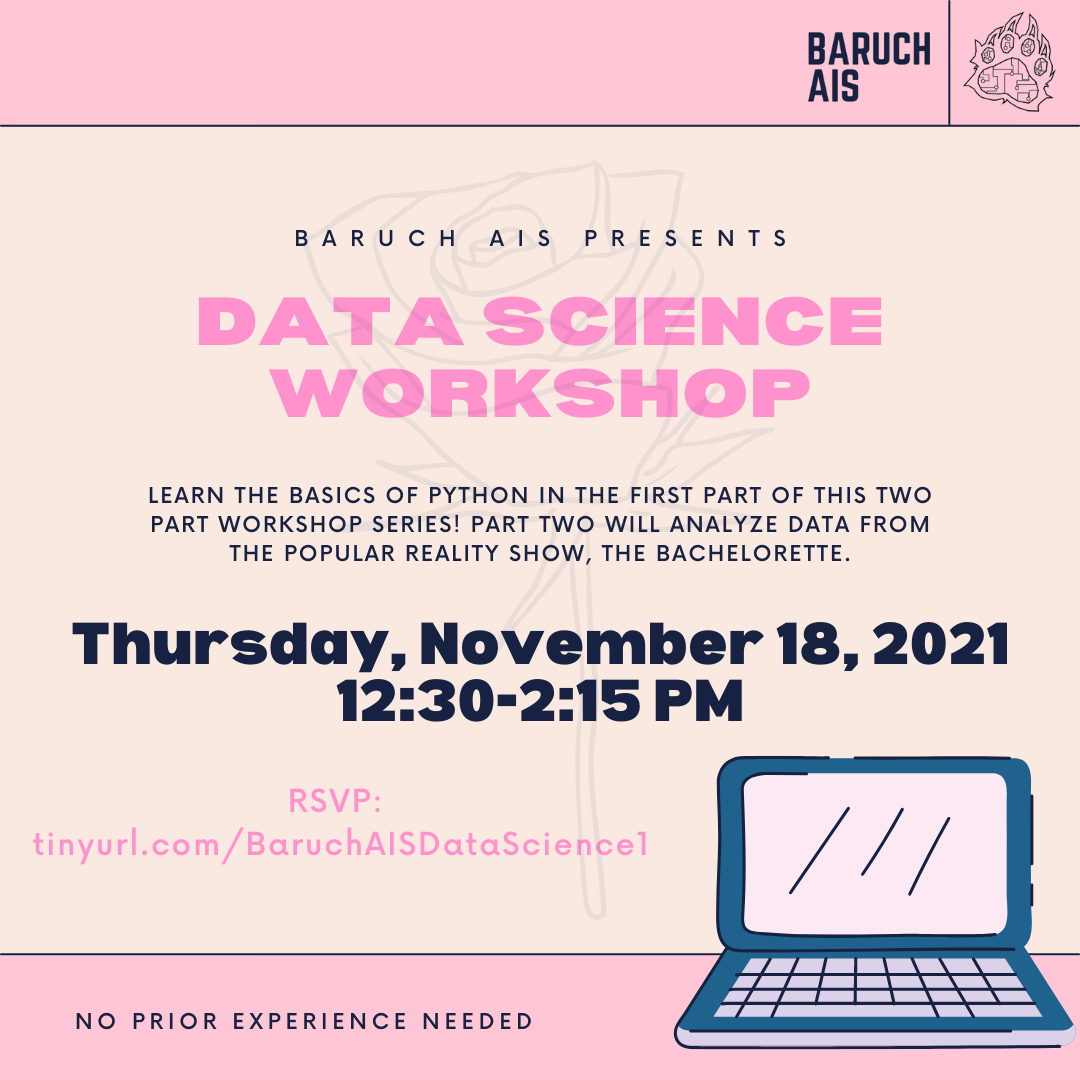 BARUCH
AIS
BARUCH AIS PRESENTS
DATA SCIENCE
WORKSHOP
LEARN THE BASICS OF PYTHON IN THE FIRST PART OF THIS TWO
PART WORKSHOP SERIES! PART TWO WILL ANALYZE DATA FROM
THE POPULAR REALITY SHOW, THE BACHELORETTE.
Thursday, November 18, 2021
12:30-2:15 PM
RSVP:
tinyurl.com/BaruchAISDataScience1
NO PRIOR EXPERIENCE NEEDED